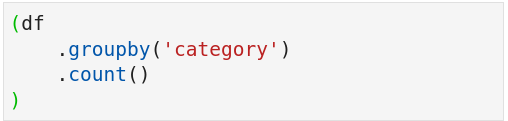 (df
    .groupby('category')
    .count()
)